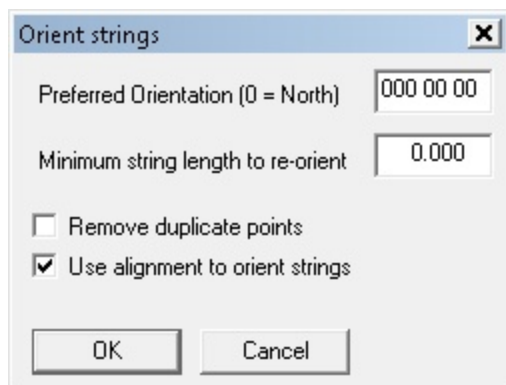 Orient strings
Preferred Orientation (0 = North) 000 00 00
Minimum string length to re-orient 0.000
Remove duplicate points
Use alignment to orient strings
OK Cancel